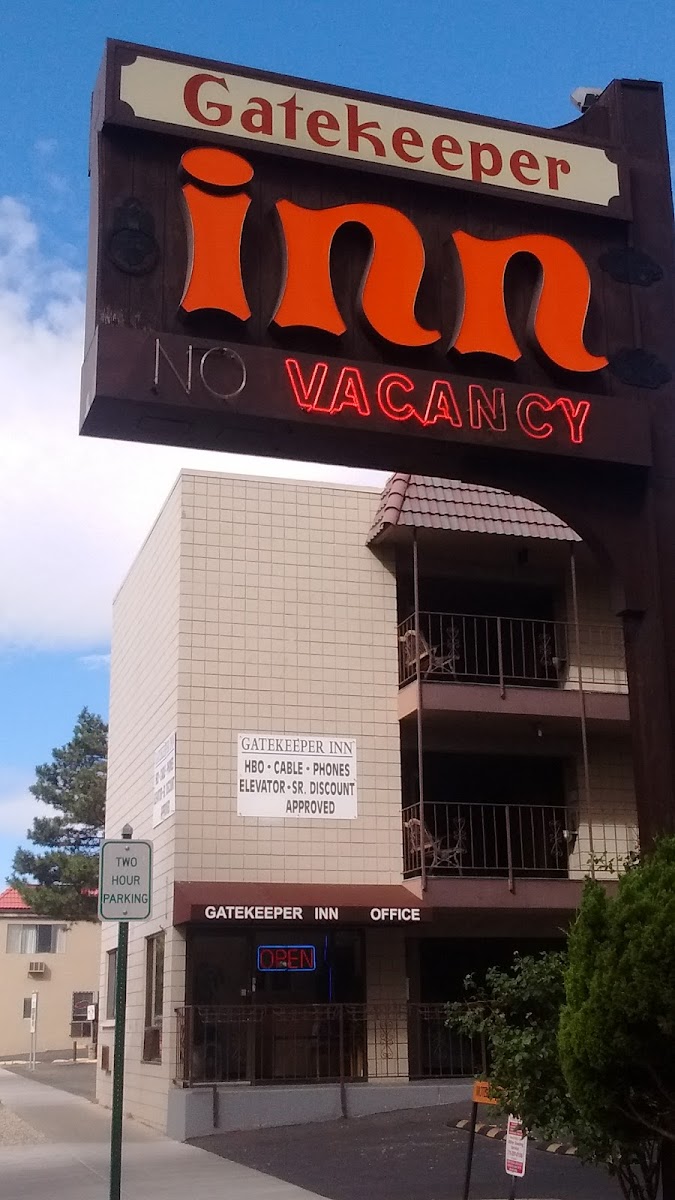 Gatekeeper
inn
NO VACANCY
GATEKEEPER INN
HBO • CABLE • PHONES
ELEVATOR • SR. DISCOUNT
APPROVED
TWO
HOUR
PARKING
GATEKEEPER INN OFFICE
OPEN